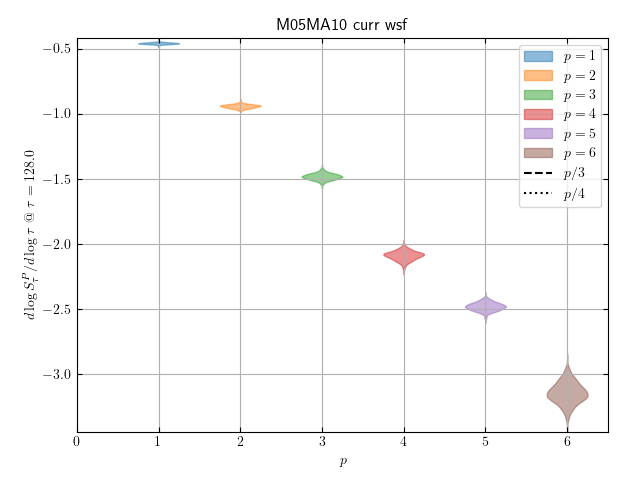 M05MA10 curr wsf
d log S_τ^P / d log τ @ τ = 128.0
−0.5
−1.0
−1.5
−2.0
−2.5
−3.0
p = 1
p = 2
p = 3
p = 4
p = 5
p = 6
p/3
p/4
0 1 2 3 4 5 6
p